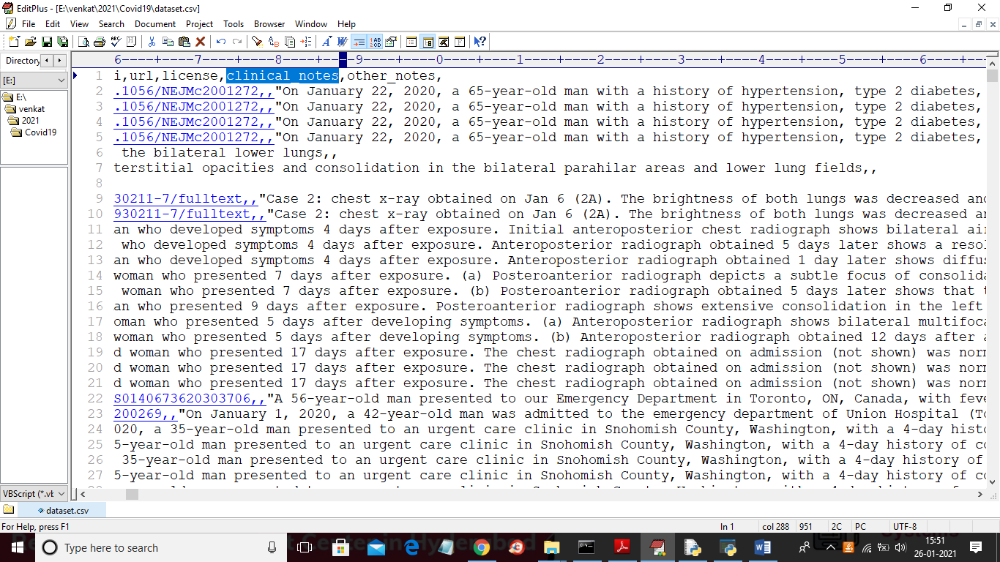 EditPlus - [E:\venkat\2021\Covid19\dataset.csv]
File Edit View Search Document Project Tools Browser Window Help
Directory
[E:]
E:\
venkat
2021
Covid19
6----+----7----+----8----+----9----+----0----+----1----+----2----+----3----+----4----+----5----+----6----+--
1 i,url,license,clinical_notes,other_notes,
2 .1056/NEJMc2001272,,"On January 22, 2020, a 65-year-old man with a history of hypertension, type 2 diabetes,
3 .1056/NEJMc2001272,,"On January 22, 2020, a 65-year-old man with a history of hypertension, type 2 diabetes,
4 .1056/NEJMc2001272,,"On January 22, 2020, a 65-year-old man with a history of hypertension, type 2 diabetes,
5 .1056/NEJMc2001272,,"On January 22, 2020, a 65-year-old man with a history of hypertension, type 2 diabetes,
6 the bilateral lower lungs,,
7 terstitial opacities and consolidation in the bilateral parahilar areas and lower lung fields,,
8
9 30211-7/fulltext,,"Case 2: chest x-ray obtained on Jan 6 (2A). The brightness of both lungs was decreased and
10 930211-7/fulltext,,"Case 2: chest x-ray obtained on Jan 6 (2A). The brightness of both lungs was decreased an
11 an who developed symptoms 4 days after exposure. Initial anteroposterior chest radiograph shows bilateral air
12 who developed symptoms 4 days after exposure. Anteroposterior radiograph obtained 5 days later shows a resol
13 an who developed symptoms 4 days after exposure. Anteroposterior radiograph obtained 1 day later shows diffus
14 woman who presented 7 days after exposure. (a) Posteroanterior radiograph depicts a subtle focus of consolida
15 woman who presented 7 days after exposure. (b) Posteroanterior radiograph obtained 5 days later shows that t
16 an who presented 9 days after exposure. Posteroanterior radiograph shows extensive consolidation in the left
17 oman who presented 5 days after developing symptoms. (a) Anteroposterior radiograph shows bilateral multifoca
18 woman who presented 5 days after developing symptoms. (b) Anteroposterior radiograph obtained 12 days after a
19 d woman who presented 17 days after exposure. The chest radiograph obtained on admission (not shown) was norm
20 d woman who presented 17 days after exposure. The chest radiograph obtained on admission (not shown) was norm
21 d woman who presented 17 days after exposure. The chest radiograph obtained on admission (not shown) was norm
22 S0140673620303706,,"A 56-year-old man presented to our Emergency Department in Toronto, ON, Canada, with feve
23 200269,,"On January 1, 2020, a 42-year-old man was admitted to the emergency department of Union Hospital (To
24 020, a 35-year-old man presented to an urgent care clinic in Snohomish County, Washington, with a 4-day histo
25 5-year-old man presented to an urgent care clinic in Snohomish County, Washington, with a 4-day history of co
26 35-year-old man presented to an urgent care clinic in Snohomish County, Washington, with a 4-day history of
27 5-year-old man presented to an urgent care clinic in Snohomish County, Washington, with a 4-day history of co
VBScript (*.vb
dataset.csv
For Help, press F1 ln 1 col 288 951 2C PC UTF-8
Type here to search
15:51
26-01-2021